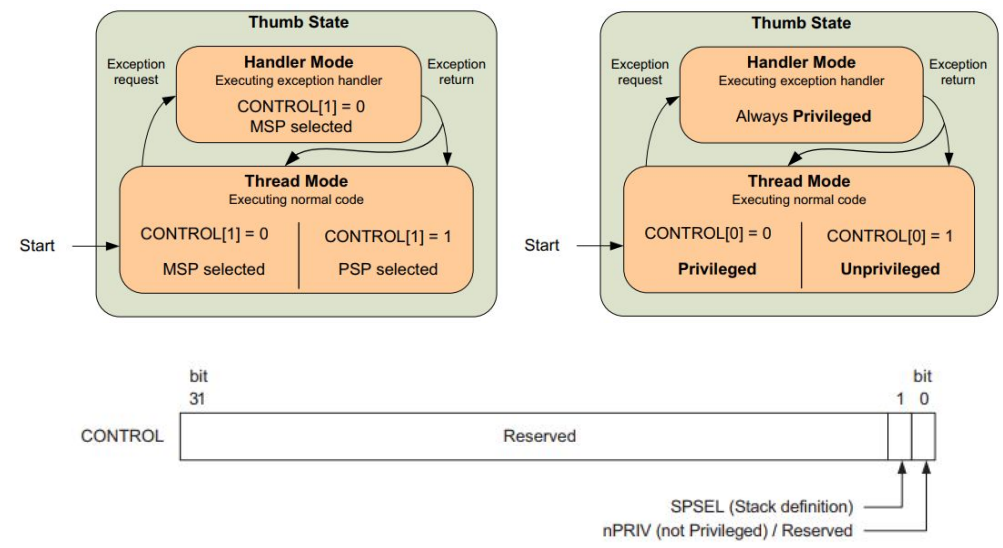 Thumb State
Handler Mode
Executing exception handler
CONTROL[1] = 0
MSP selected
Exception
request
Exception
return
Thread Mode
Executing normal code
CONTROL[1] = 0
MSP selected
CONTROL[1] = 1
PSP selected
Start
Thumb State
Handler Mode
Executing exception handler
Always Privileged
Exception
request
Exception
return
Thread Mode
Executing normal code
CONTROL[0] = 0
Privileged
CONTROL[0] = 1
Unprivileged
Start
bit
31
bit
1 0
CONTROL
Reserved
SPSEL (Stack definition)
nPRIV (not Privileged) / Reserved